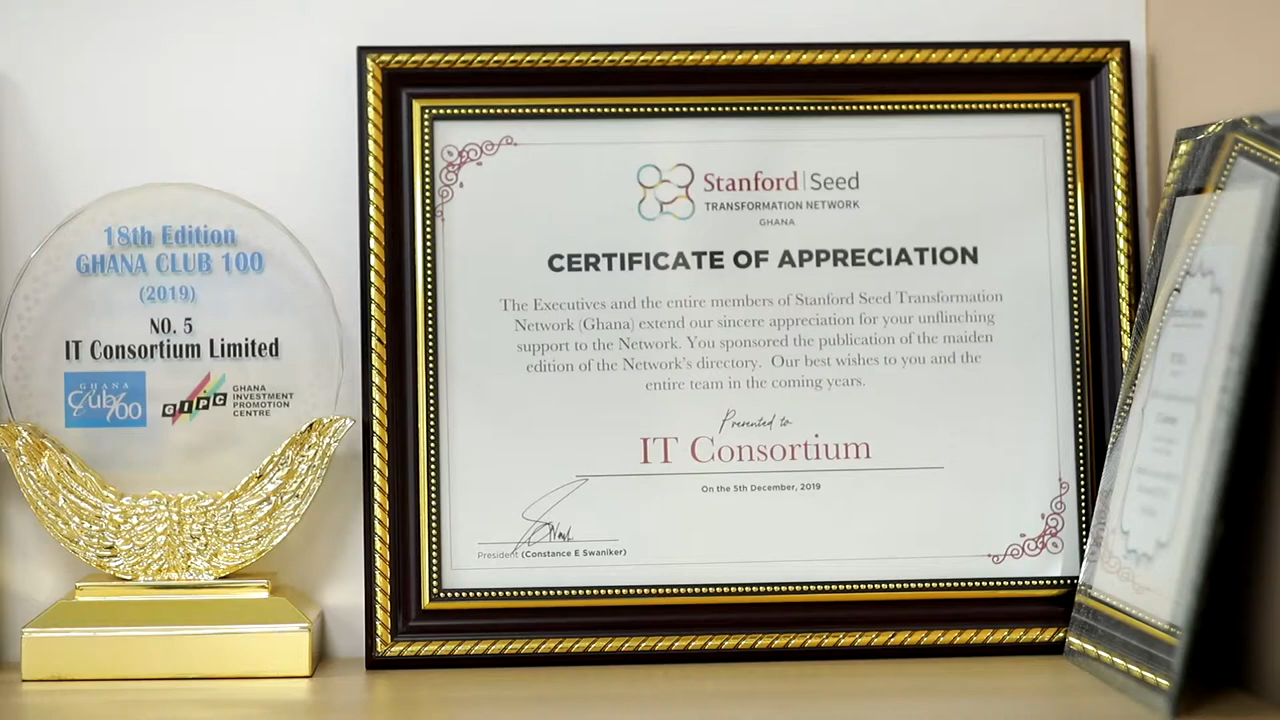 18th Edition
GHANA CLUB 100
(2019)
NO. 5
IT Consortium Limited
GHANA
Club100
GIPC
GHANA
INVESTMENT
PROMOTION
CENTRE
Stanford | Seed
TRANSFORMATION NETWORK
GHANA
CERTIFICATE OF APPRECIATION
The Executives and the entire members of Stanford Seed Transformation
Network (Ghana) extend our sincere appreciation for your unflinching
support to the Network. You sponsored the publication of the maiden
edition of the Network's directory. Our best wishes to you and the
entire team in the coming years.
Presented to
IT Consortium
On the 5th December, 2019
President (Constance E Swaniker)